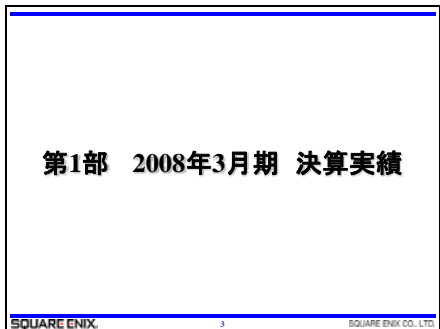 第1部　2008年3月期　決算実績
SQUARE ENIX.
3
SQUARE ENIX CO., LTD.